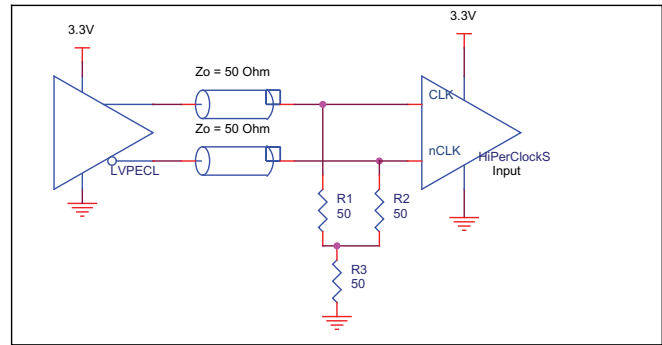 3.3V
3.3V
Zo = 50 Ohm
CLK
Zo = 50 Ohm
nCLK
HiPerClockS
LVPECL
Input
R1
50
R2
50
R3
50